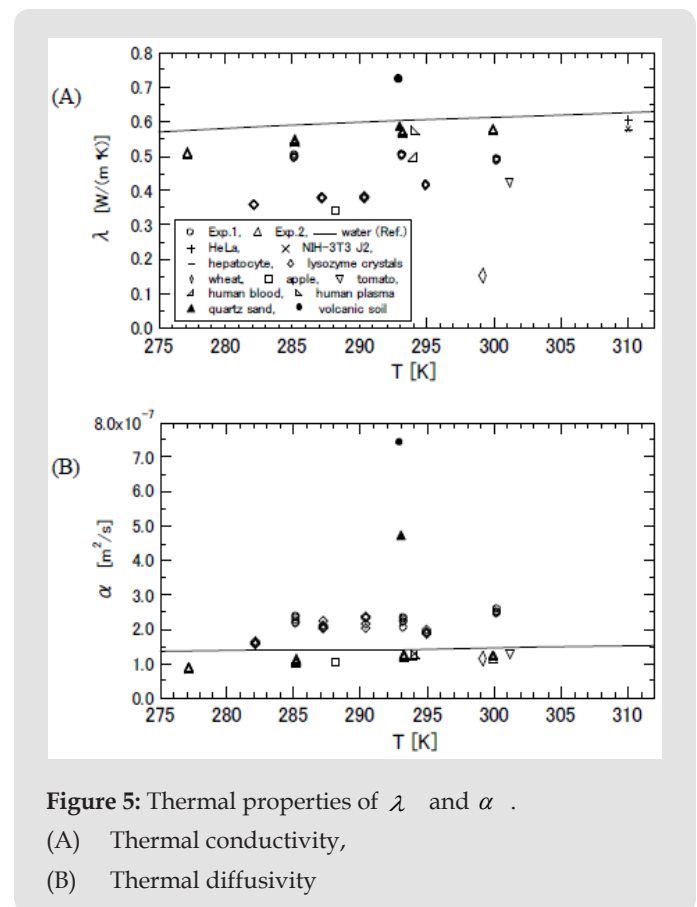 (A)
0.8
0.7
0.6
0.5
0.4
0.3
0.2
0.1
0.0
λ [W/(m·K)]
Exp.1, Exp.2, water (Ref.)
HeLa, NIH-3T3 J2,
hepatocyte, lysozyme crystals
wheat, apple, tomato,
human blood, human plasma
quartz sand, volcanic soil
275 280 285 290 295 300 305 310
T [K]
(B)
8.0x10⁻⁷
7.0
6.0
5.0
4.0
3.0
2.0
1.0
0.0
α [m²/s]
275 280 285 290 295 300 305 310
T [K]
Figure 5: Thermal properties of λ and α .
(A) Thermal conductivity,
(B) Thermal diffusivity